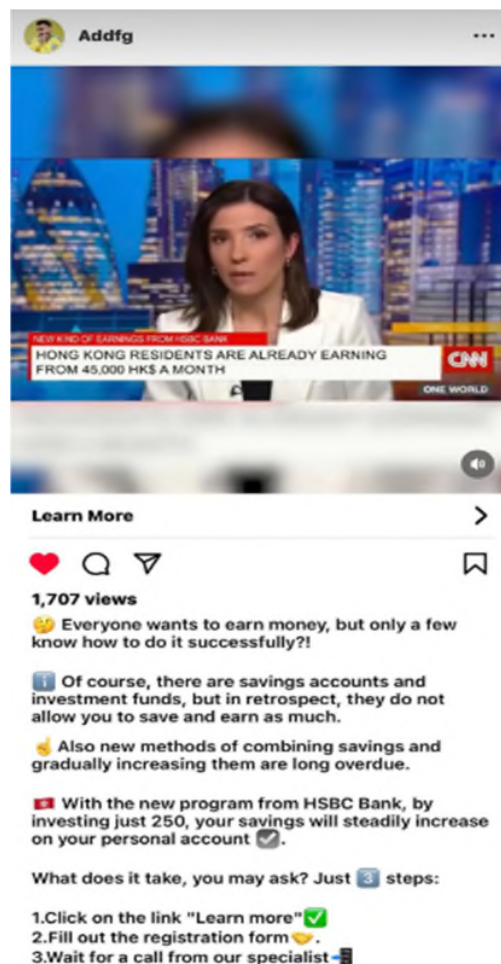 Addfg
NEW KIND OF EARNINGS FROM HSBC BANK
HONG KONG RESIDENTS ARE ALREADY EARNING
FROM 45,000 HK$ A MONTH
CNN
ONE WORLD
Learn More
1,707 views
🤔 Everyone wants to earn money, but only a few
know how to do it successfully?!
ℹ️ Of course, there are savings accounts and
investment funds, but in retrospect, they do not
allow you to save and earn as much.
☝️ Also new methods of combining savings and
gradually increasing them are long overdue.
🇭🇰 With the new program from HSBC Bank, by
investing just 250, your savings will steadily increase
on your personal account ☑️.
What does it take, you may ask? Just 3️⃣ steps:
1.Click on the link "Learn more"✅
2.Fill out the registration form🤝.
3.Wait for a call from our specialist📲